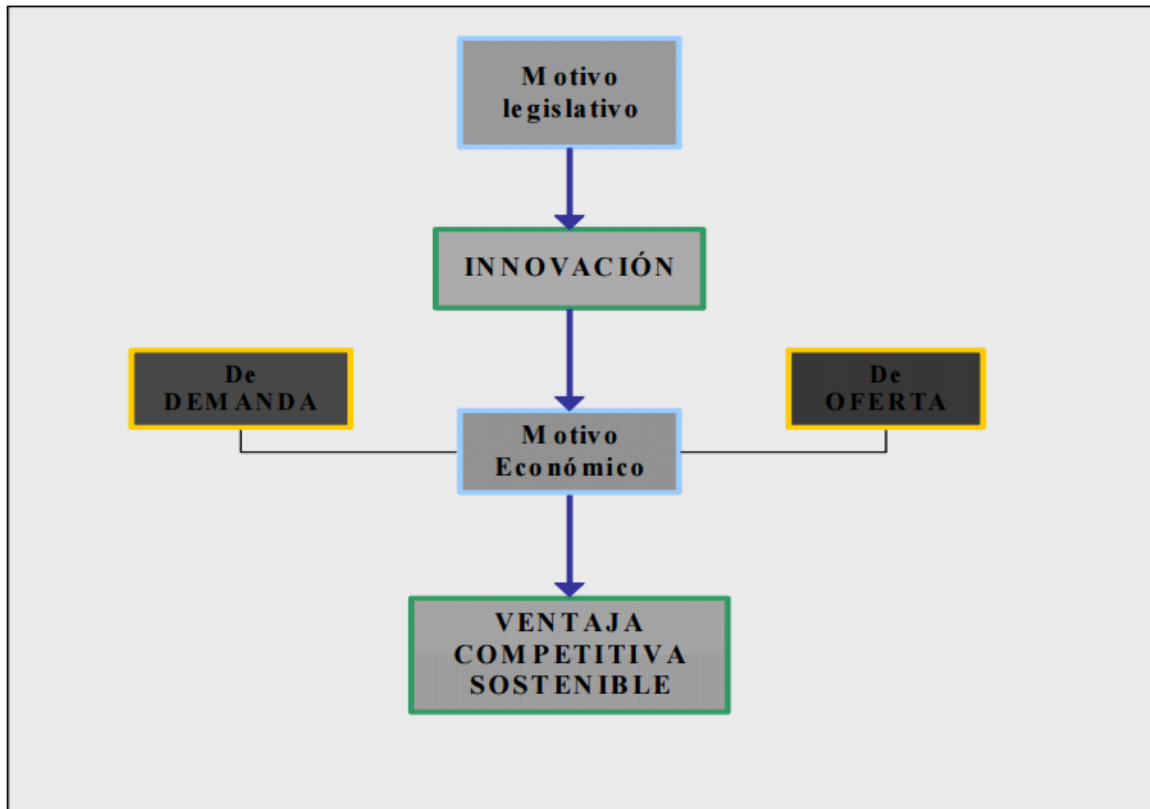 Motivo
legislativo
INNOVACIÓN
De
DEMANDA
De
OFERTA
Motivo
Económico
VENTAJA
COMPETITIVA
SOSTENIBLE